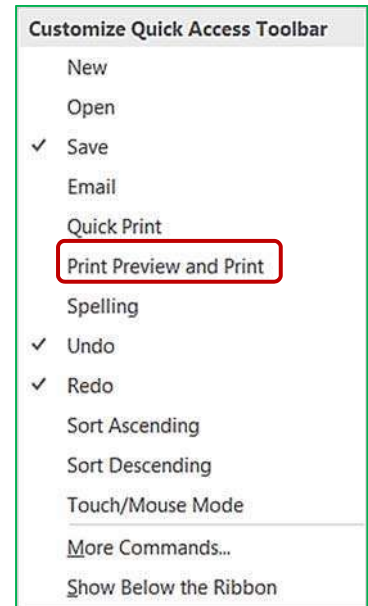 Customize Quick Access Toolbar
New
Open
Save
Email
Quick Print
Print Preview and Print
Spelling
Undo
Redo
Sort Ascending
Sort Descending
Touch/Mouse Mode
More Commands...
Show Below the Ribbon